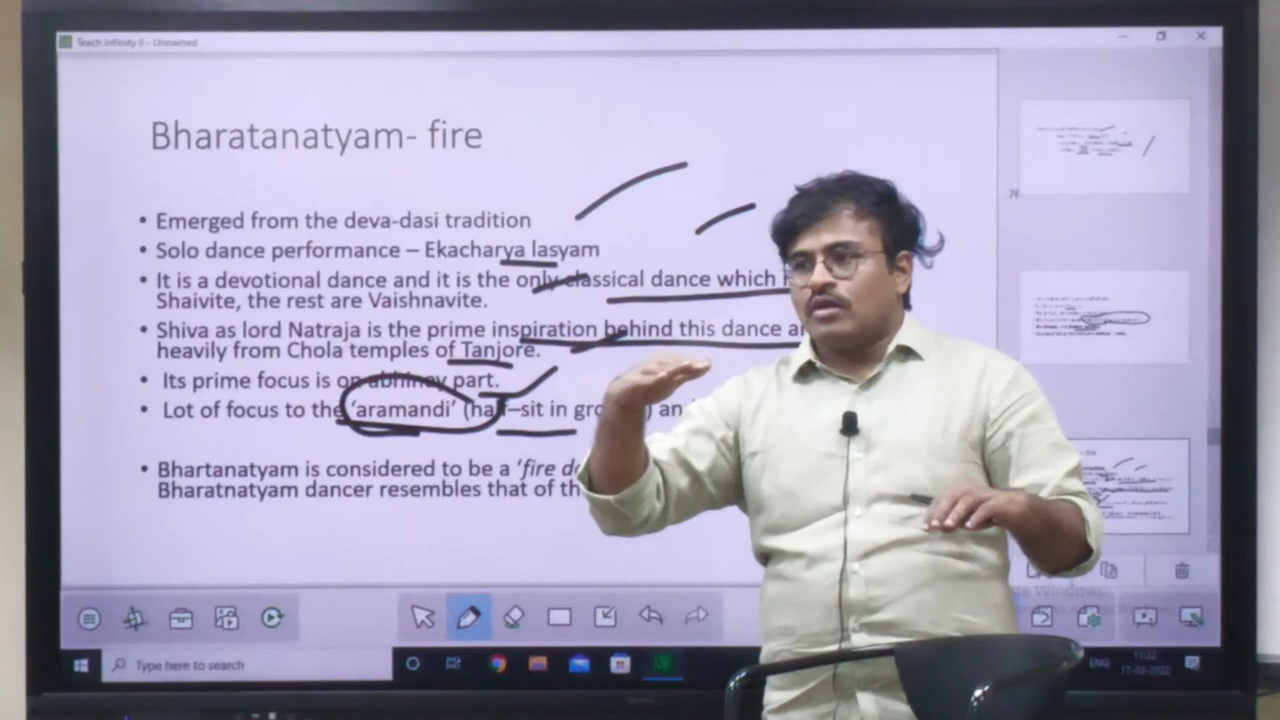 Teach Infinity II - Unnamed
Bharatanatyam- fire
• Emerged from the deva-dasi tradition
• Solo dance performance – Ekacharya lasyam
• It is a devotional dance and it is the only classical dance which
Shaivite, the rest are Vaishnavite.
• Shiva as lord Natraja is the prime inspiration behind this dance
heavily from Chola temples of Tanjore.
• Its prime focus is on abhinay part.
• Lot of focus to the 'aramandi' (half–sit in
• Bhartanatyam is considered to be a 'fire
Bharatnatyam dancer resembles that of
Windows
Type here to search
ENG